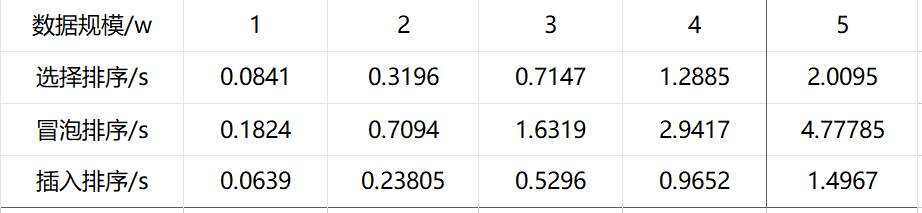 数据规模/w 1 2 3 4 5
选择排序/s 0.0841 0.3196 0.7147 1.2885 2.0095
冒泡排序/s 0.1824 0.7094 1.6319 2.9417 4.77785
插入排序/s 0.0639 0.23805 0.5296 0.9652 1.4967